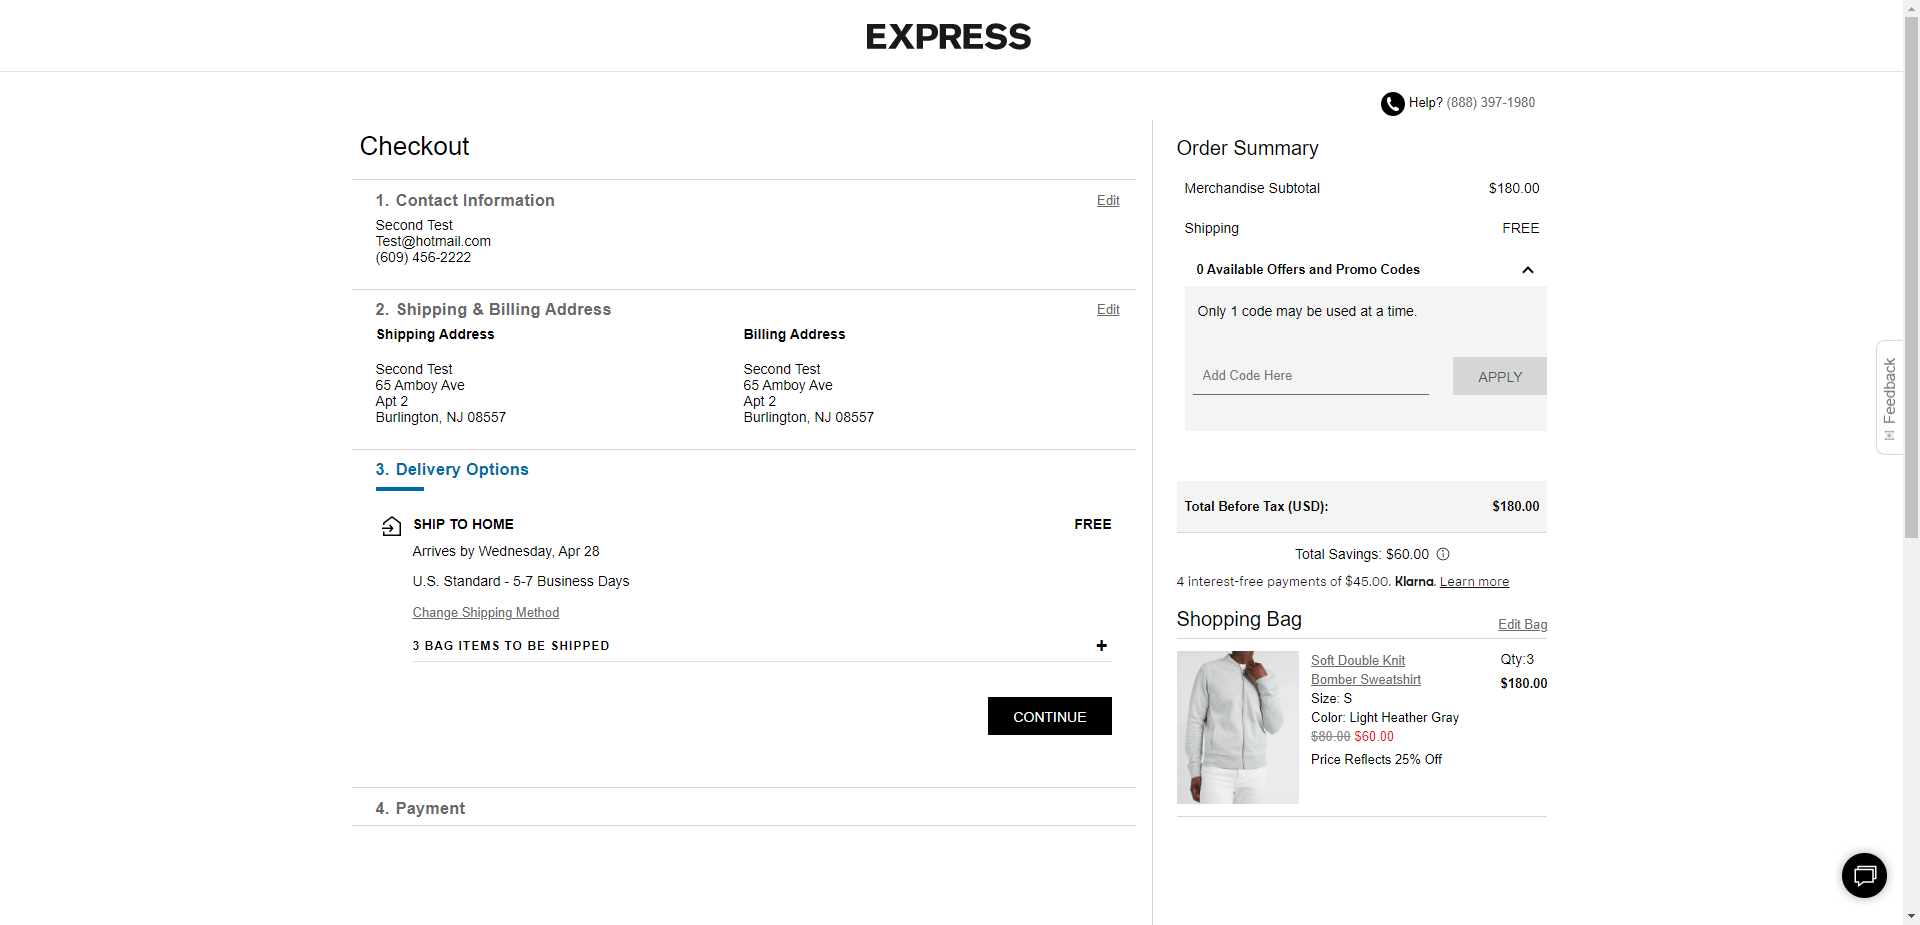 EXPRESS
Help? (888) 397-1980
Checkout
1. Contact Information
Edit
Second Test
Test@hotmail.com
(609) 456-2222
2. Shipping & Billing Address
Edit
Shipping Address
Second Test
65 Amboy Ave
Apt 2
Burlington, NJ 08557
Billing Address
Second Test
65 Amboy Ave
Apt 2
Burlington, NJ 08557
3. Delivery Options
SHIP TO HOME
FREE
Arrives by Wednesday, Apr 28
U.S. Standard - 5-7 Business Days
Change Shipping Method
3 BAG ITEMS TO BE SHIPPED
+
CONTINUE
4. Payment
Order Summary
Merchandise Subtotal $180.00
Shipping FREE
0 Available Offers and Promo Codes
Only 1 code may be used at a time.
Add Code Here
APPLY
Total Before Tax (USD): $180.00
Total Savings: $60.00
4 interest-free payments of $45.00. Klarna. Learn more
Shopping Bag
Edit Bag
Soft Double Knit
Bomber Sweatshirt
Size: S
Color: Light Heather Gray
$80.00 $60.00
Price Reflects 25% Off
Qty:3
$180.00
Feedback